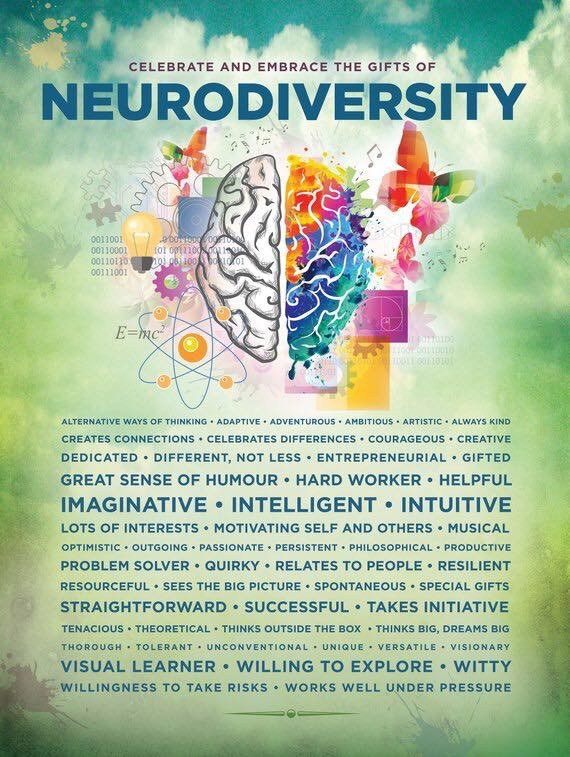 CELEBRATE AND EMBRACE THE GIFTS OF
NEURODIVERSITY
E=mc²
ALTERNATIVE WAYS OF THINKING • ADAPTIVE • ADVENTUROUS • AMBITIOUS • ARTISTIC • ALWAYS KIND
CREATES CONNECTIONS • CELEBRATES DIFFERENCES • COURAGEOUS • CREATIVE
DEDICATED • DIFFERENT, NOT LESS • ENTREPRENEURIAL • GIFTED
GREAT SENSE OF HUMOUR • HARD WORKER • HELPFUL
IMAGINATIVE • INTELLIGENT • INTUITIVE
LOTS OF INTERESTS • MOTIVATING SELF AND OTHERS • MUSICAL
OPTIMISTIC • OUTGOING • PASSIONATE • PERSISTENT • PHILOSOPHICAL • PRODUCTIVE
PROBLEM SOLVER • QUIRKY • RELATES TO PEOPLE • RESILIENT
RESOURCEFUL • SEES THE BIG PICTURE • SPONTANEOUS • SPECIAL GIFTS
STRAIGHTFORWARD • SUCCESSFUL • TAKES INITIATIVE
TENACIOUS • THEORETICAL • THINKS OUTSIDE THE BOX • THINKS BIG, DREAMS BIG
THOROUGH • TOLERANT • UNCONVENTIONAL • UNIQUE • VERSATILE • VISIONARY
VISUAL LEARNER • WILLING TO EXPLORE • WITTY
WILLINGNESS TO TAKE RISKS • WORKS WELL UNDER PRESSURE